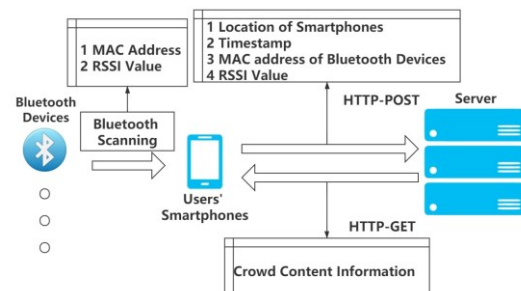 1 MAC Address
2 RSSI Value
1 Location of Smartphones
2 Timestamp
3 MAC address of Bluetooth Devices
4 RSSI Value
Bluetooth
Devices
Bluetooth
Scanning
HTTP-POST
Server
Users'
Smartphones
HTTP-GET
Crowd Content Information